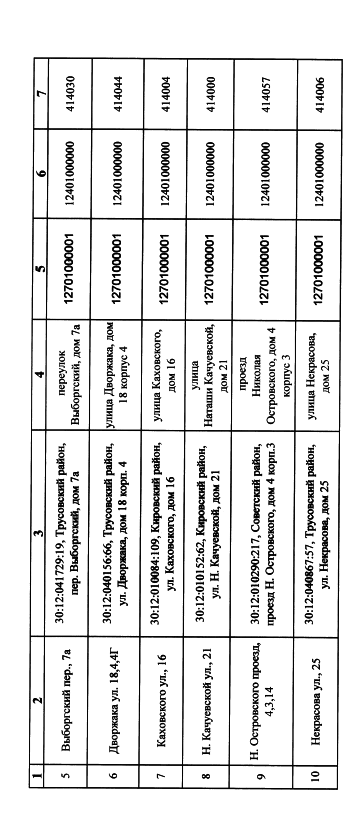 1 2 3 4 5 6 7
5 Выборгский пер., 7а 30:12:041729:19, Трусовский район, переулок 12701000001 12401000000 414030
пер. Выборгский, дом 7а Выборгский, дом 7а
6 Дворжака ул. 18,4,4Г 30:12:040156:66, Трусовский район, улица Дворжака, дом 12701000001 12401000000 414044
ул. Дворжака, дом 18 корп. 4 18 корпус 4
7 Каховского ул., 16 30:12:010084:109, Кировский район, улица Каховского, 12701000001 12401000000 414004
ул. Каховского, дом 16 дом 16
8 Н. Качуевской ул., 21 30:12:010152:62, Кировский район, улица 12701000001 12401000000 414000
ул. Н. Качуевской, дом 21 Наташи Качуевской,
дом 21
9 Н. Островского проезд, 30:12:010290:217, Советский район, проезд 12701000001 12401000000 414057
4,3,14 проезд Н. Островского, дом 4 корп.3 Николая
Островского, дом 4
корпус 3
10 Некрасова ул., 25 30:12:040867:57, Трусовский район, улица Некрасова, 12701000001 12401000000 414006
ул. Некрасова, дом 25 дом 25